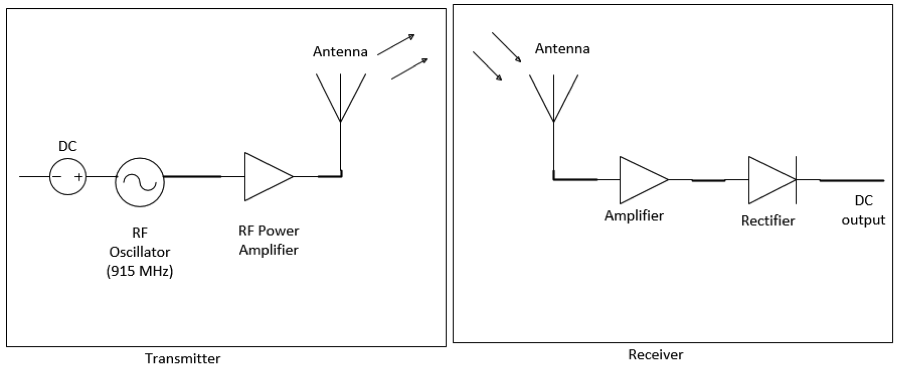 Antenna
DC
− +
RF
Oscillator
(915 MHz)
RF Power
Amplifier
Transmitter
Antenna
Amplifier
Rectifier
DC
output
Receiver